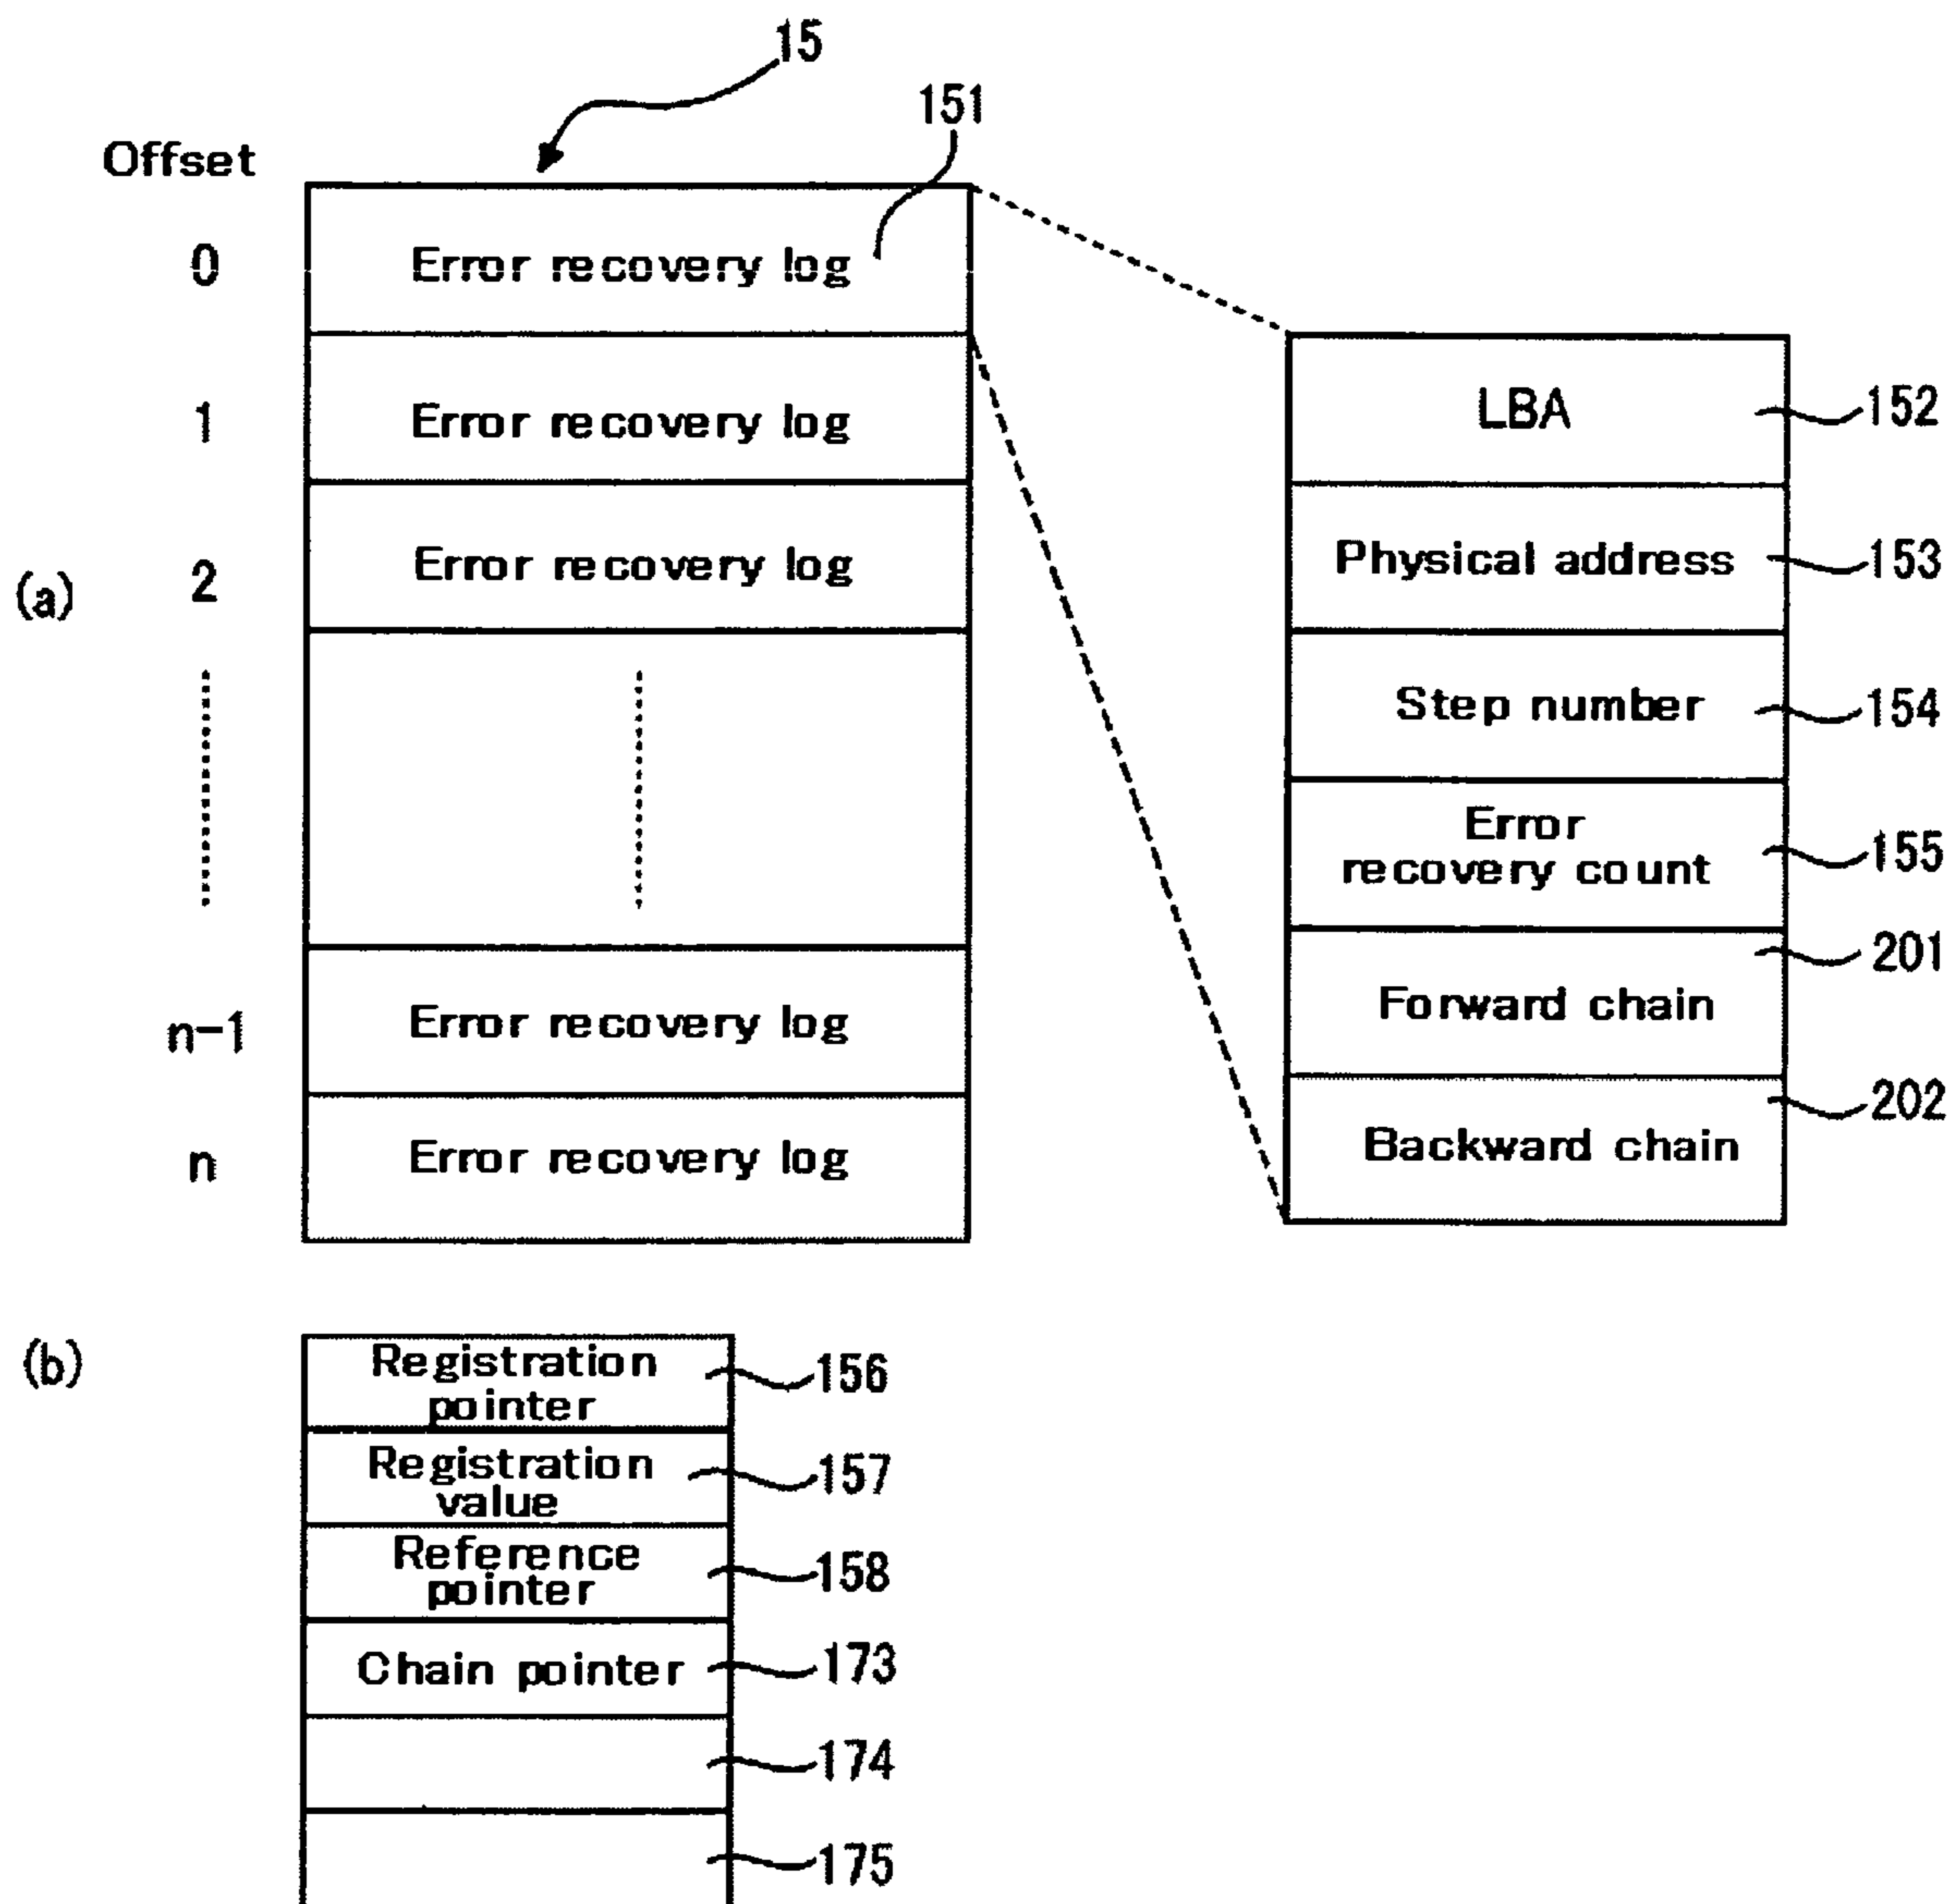 15
151
Offset
0 Error recovery log
1 Error recovery log
2 Error recovery log
n-1 Error recovery log
n Error recovery log
(a)
LBA 152
Physical address 153
Step number 154
Error
recovery count 155
201
Forward chain
202
Backward chain
(b)
Registration
pointer 156
Registration
value 157
Reference
pointer 158
Chain pointer 173
174
175